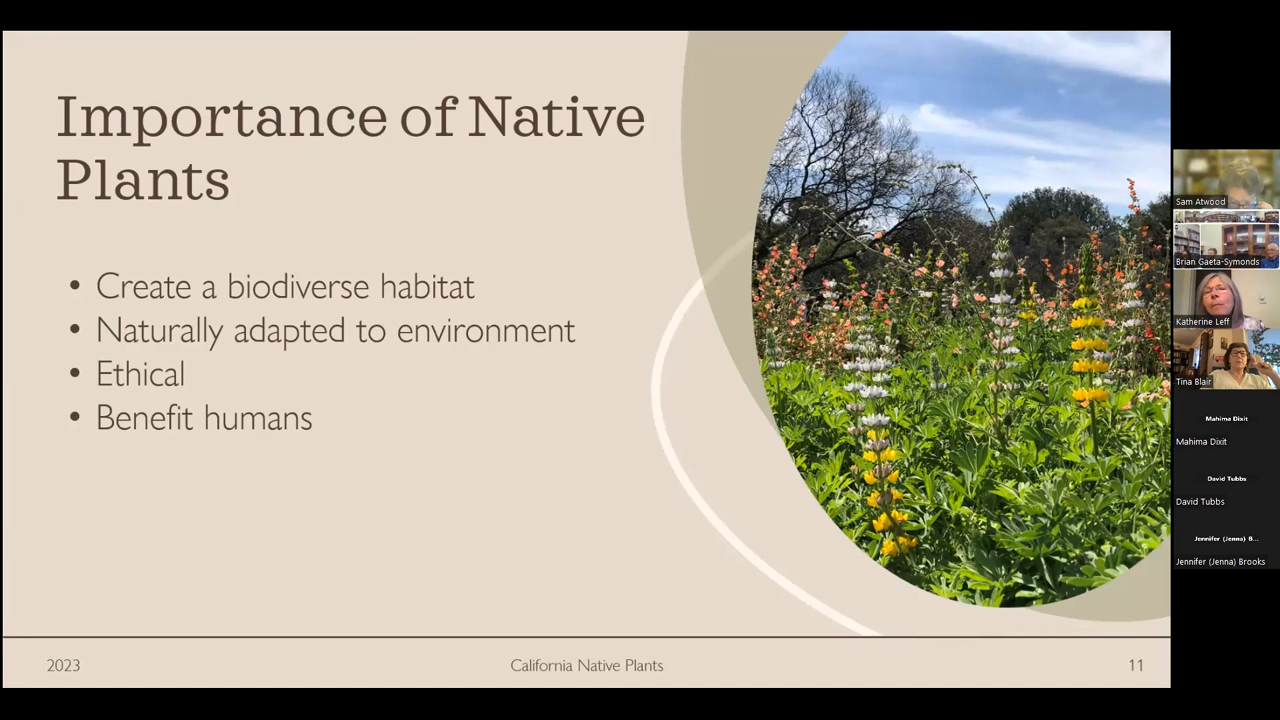 Importance of Native
Plants
• Create a biodiverse habitat
• Naturally adapted to environment
• Ethical
• Benefit humans
2023
California Native Plants
11
Sam Atwood
Brian Gaeta-Symonds
Katherine Leff
Tina Blair
Mahima Dixit
Mahima Dixit
David Tubbs
David Tubbs
Jennifer (Jenna) B...
Jennifer (Jenna) Brooks